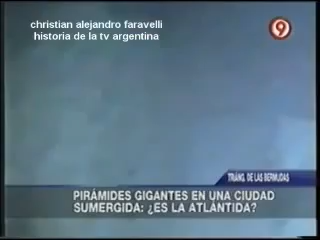 christian alejandro faravelli
historia de la tv argentina
9
TRIÁNG. DE LAS BERMUDAS
PIRÁMIDES GIGANTES EN UNA CIUDAD
SUMERGIDA: ¿ES LA ATLÁNTIDA?